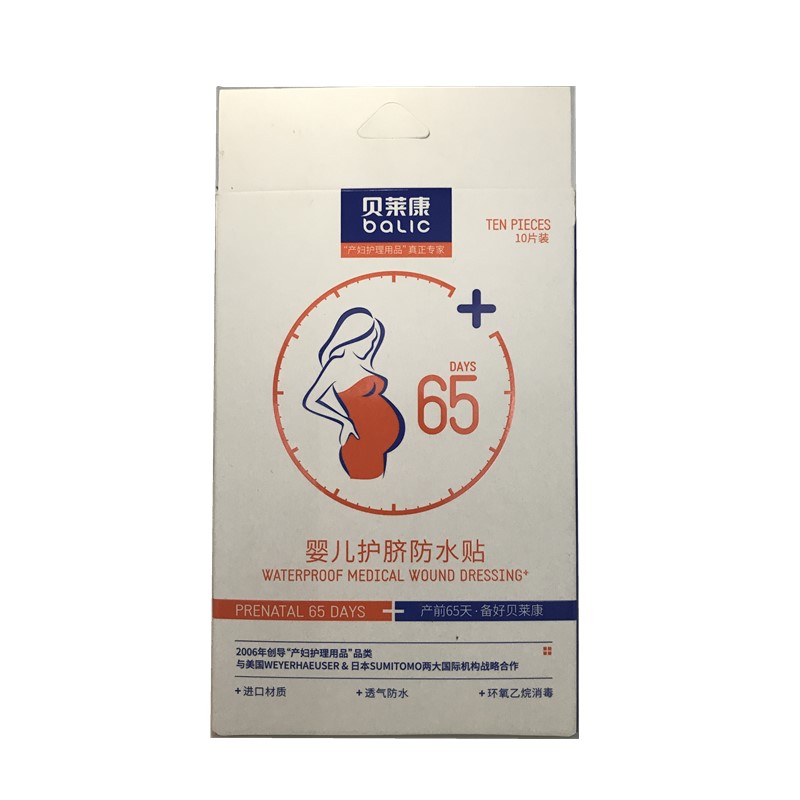 贝莱康
balic
“产妇护理用品”真正专家
TEN PIECES
10片装
DAYS
65
婴儿护脐防水贴
WATERPROOF MEDICAL WOUND DRESSING+
PRENATAL 65 DAYS + 产前65天·备好贝莱康
2006年创导“产妇护理用品”品类
与美国WEYERHAEUSER & 日本SUMITOMO两大国际机构战略合作
+进口材质 +透气防水 +环氧乙烷消毒